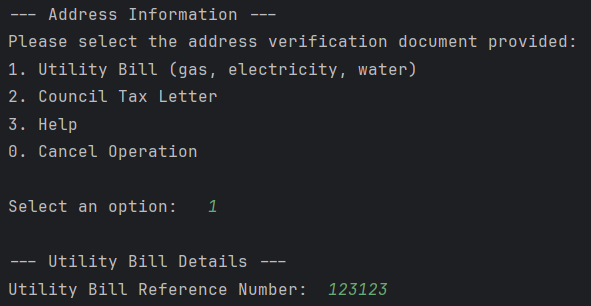 --- Address Information ---
Please select the address verification document provided:
1. Utility Bill (gas, electricity, water)
2. Council Tax Letter
3. Help
0. Cancel Operation
Select an option: 1
--- Utility Bill Details ---
Utility Bill Reference Number: 123123